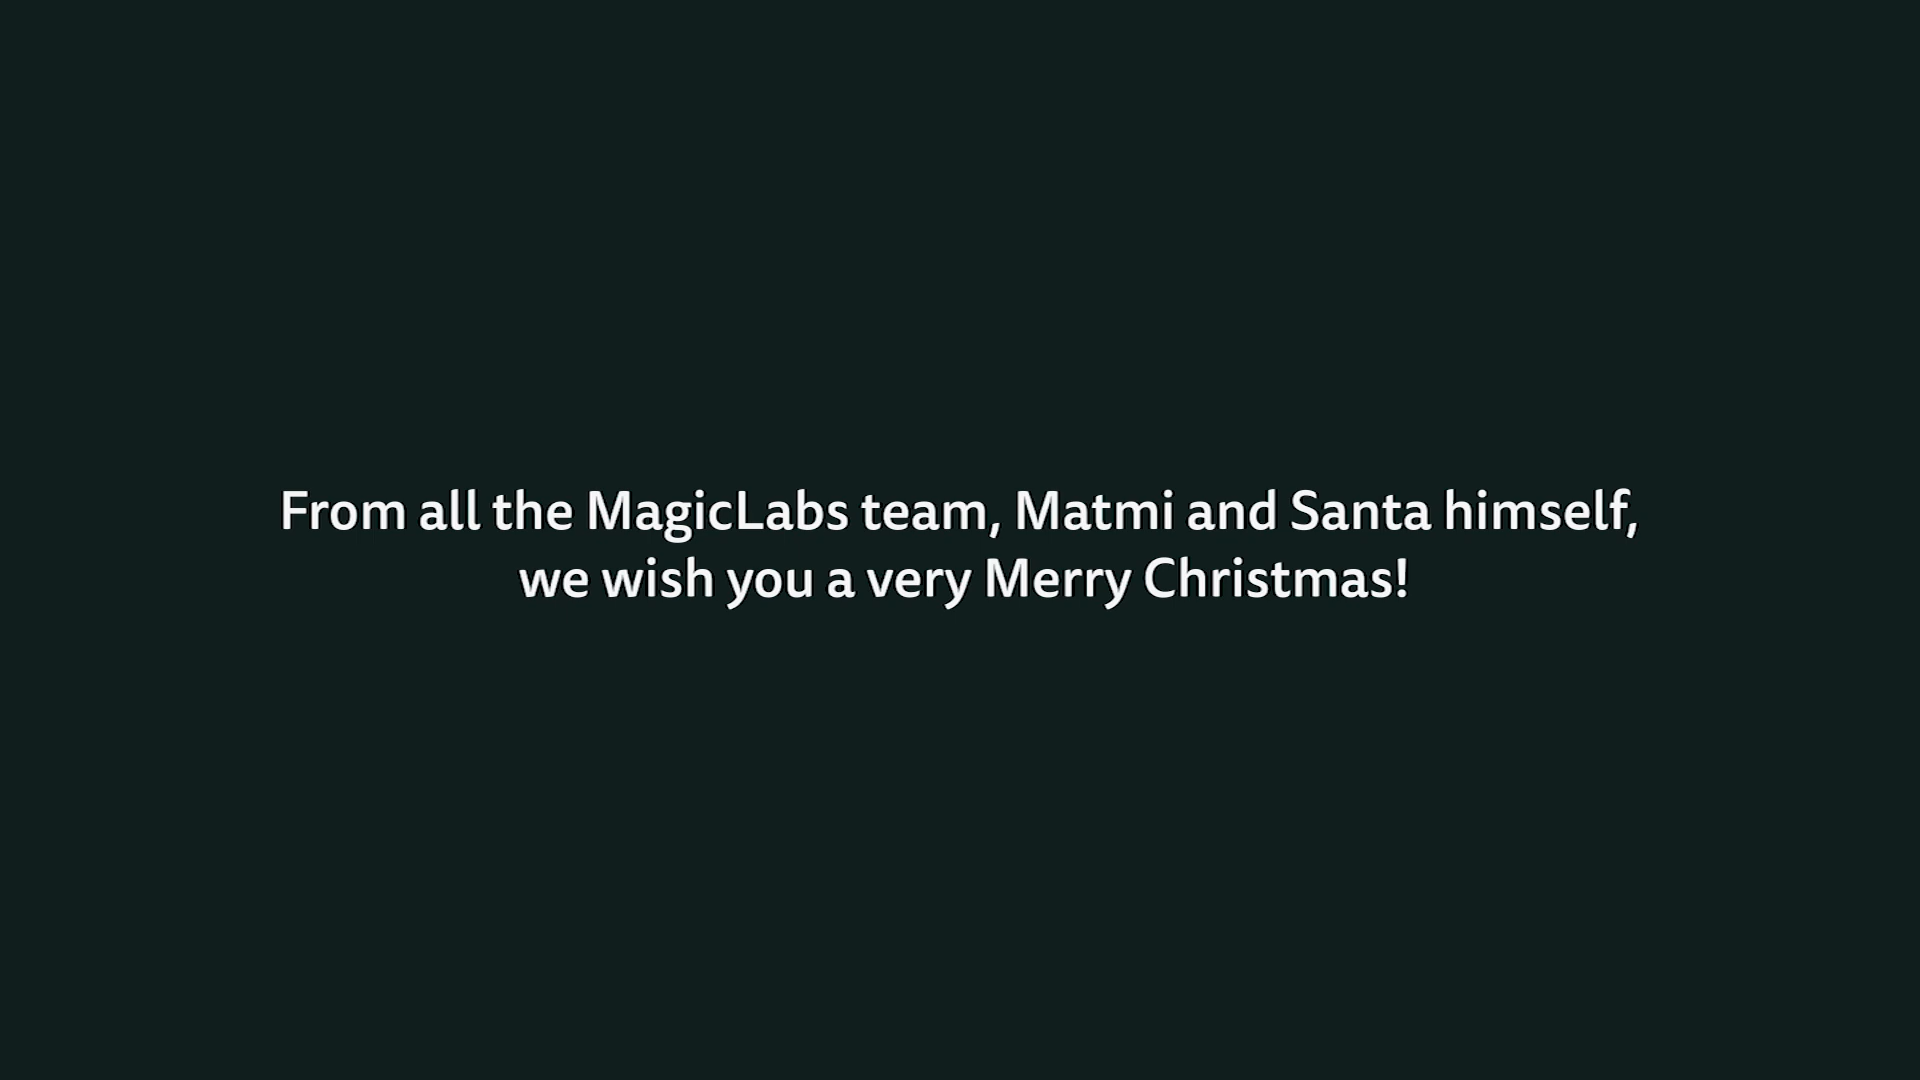 From all the MagicLabs team, Matmi and Santa himself,
we wish you a very Merry Christmas!